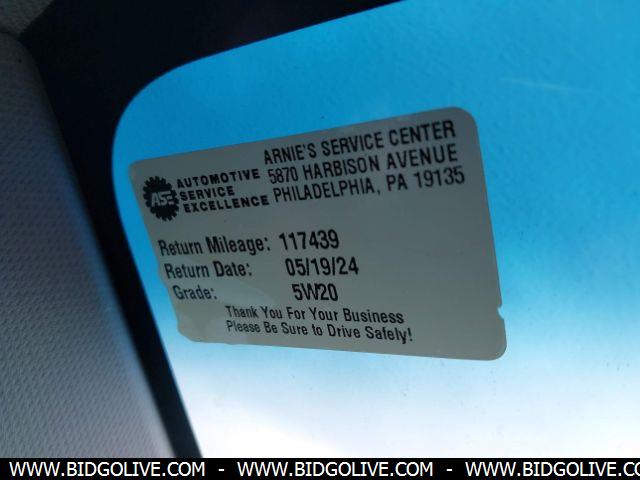 ARNIE'S SERVICE CENTER
5870 HARBISON AVENUE
PHILADELPHIA, PA 19135
ASE
AUTOMOTIVE
SERVICE
EXCELLENCE
Return Mileage: 117439
Return Date: 05/19/24
Grade: 5W20
Thank You For Your Business
Please Be Sure to Drive Safely!
WWW.BIDGOLIVE.COM - WWW.BIDGOLIVE.COM - WWW.BIDGOLIVE.CO